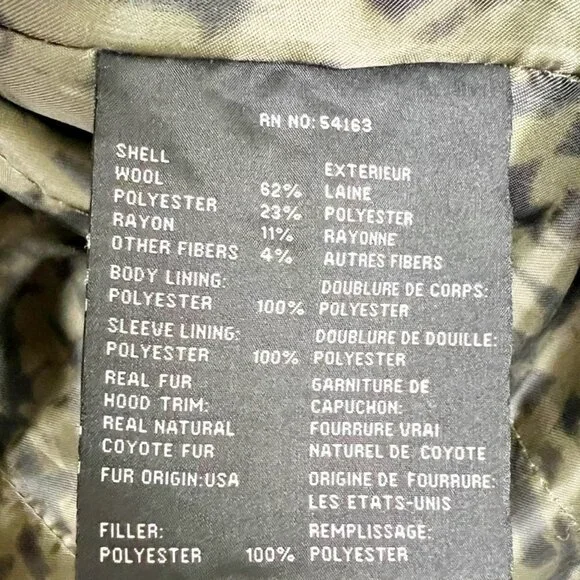 RN NO: 54163
SHELL EXTERIEUR
WOOL 62% LAINE
POLYESTER 23% POLYESTER
RAYON 11% RAYONNE
OTHER FIBERS 4% AUTRES FIBERS
BODY LINING: DOUBLURE DE CORPS:
POLYESTER 100% POLYESTER
SLEEVE LINING: DOUBLURE DE DOUILLE:
POLYESTER 100% POLYESTER
REAL FUR GARNITURE DE
HOOD TRIM: CAPUCHON:
REAL NATURAL FOURRURE VRAI
COYOTE FUR NATUREL DE COYOTE
FUR ORIGIN:USA ORIGINE DE FOURRURE:
LES ETATS-UNIS
FILLER: REMPLISSAGE:
POLYESTER 100% POLYESTER